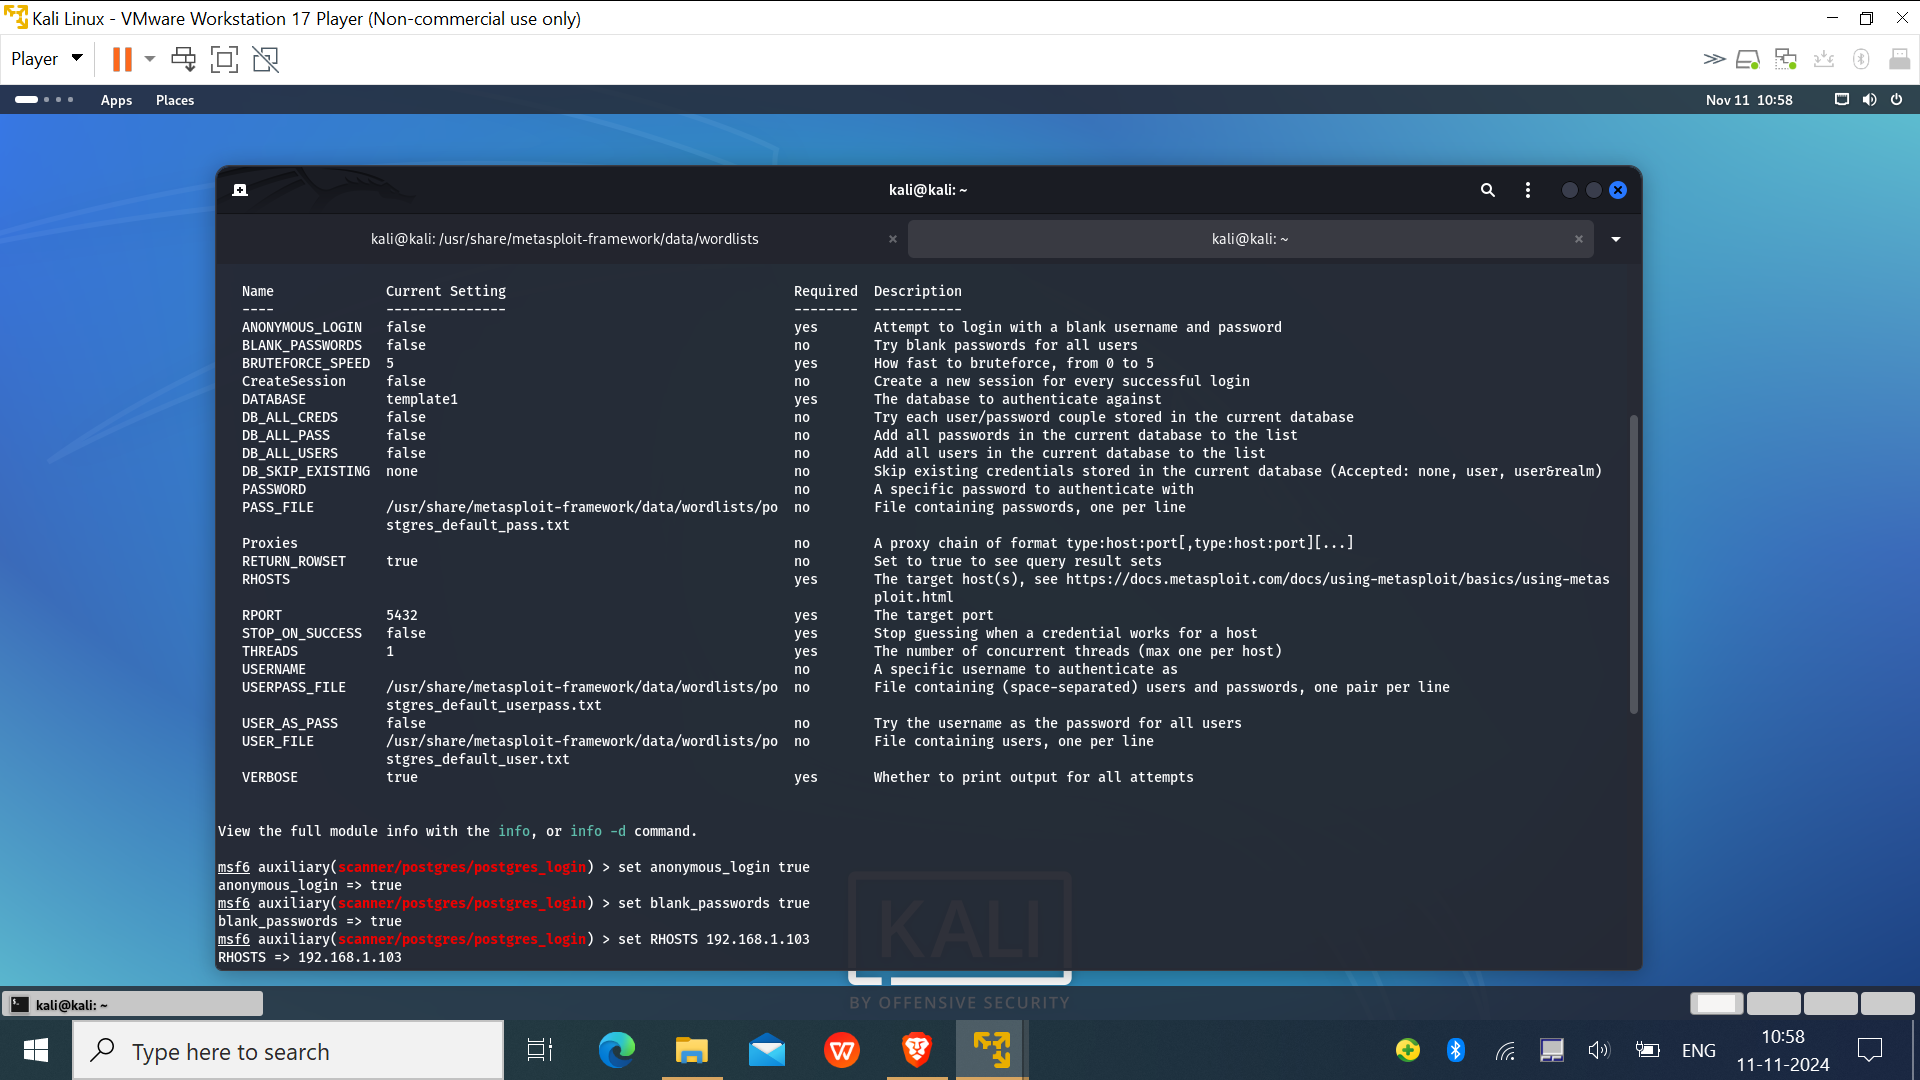 Kali Linux - VMware Workstation 17 Player (Non-commercial use only)
Player
Apps Places Nov 11 10:58
kali@kali: ~
kali@kali: /usr/share/metasploit-framework/data/wordlists
kali@kali: ~
Name Current Setting Required Description
---- --------------- -------- -----------
ANONYMOUS_LOGIN false yes Attempt to login with a blank username and password
BLANK_PASSWORDS false no Try blank passwords for all users
BRUTEFORCE_SPEED 5 yes How fast to bruteforce, from 0 to 5
CreateSession false no Create a new session for every successful login
DATABASE template1 yes The database to authenticate against
DB_ALL_CREDS false no Try each user/password couple stored in the current database
DB_ALL_PASS false no Add all passwords in the current database to the list
DB_ALL_USERS false no Add all users in the current database to the list
DB_SKIP_EXISTING none no Skip existing credentials stored in the current database (Accepted: none, user, user&realm)
PASSWORD no A specific password to authenticate with
PASS_FILE /usr/share/metasploit-framework/data/wordlists/po no File containing passwords, one per line
stgres_default_pass.txt
Proxies no A proxy chain of format type:host:port[,type:host:port][...]
RETURN_ROWSET true no Set to true to see query result sets
RHOSTS yes The target host(s), see https://docs.metasploit.com/docs/using-metasploit/basics/using-metas
ploit.html
RPORT 5432 yes The target port
STOP_ON_SUCCESS false yes Stop guessing when a credential works for a host
THREADS 1 yes The number of concurrent threads (max one per host)
USERNAME no A specific username to authenticate as
USERPASS_FILE /usr/share/metasploit-framework/data/wordlists/po no File containing (space-separated) users and passwords, one pair per line
stgres_default_userpass.txt
USER_AS_PASS false no Try the username as the password for all users
USER_FILE /usr/share/metasploit-framework/data/wordlists/po no File containing users, one per line
stgres_default_user.txt
VERBOSE true yes Whether to print output for all attempts
View the full module info with the info, or info -d command.
msf6 auxiliary(scanner/postgres/postgres_login) > set anonymous_login true
anonymous_login => true
msf6 auxiliary(scanner/postgres/postgres_login) > set blank_passwords true
blank_passwords => true
msf6 auxiliary(scanner/postgres/postgres_login) > set RHOSTS 192.168.1.103
RHOSTS => 192.168.1.103
KALI
BY OFFENSIVE SECURITY
kali@kali: ~
Type here to search
ENG
10:58
11-11-2024